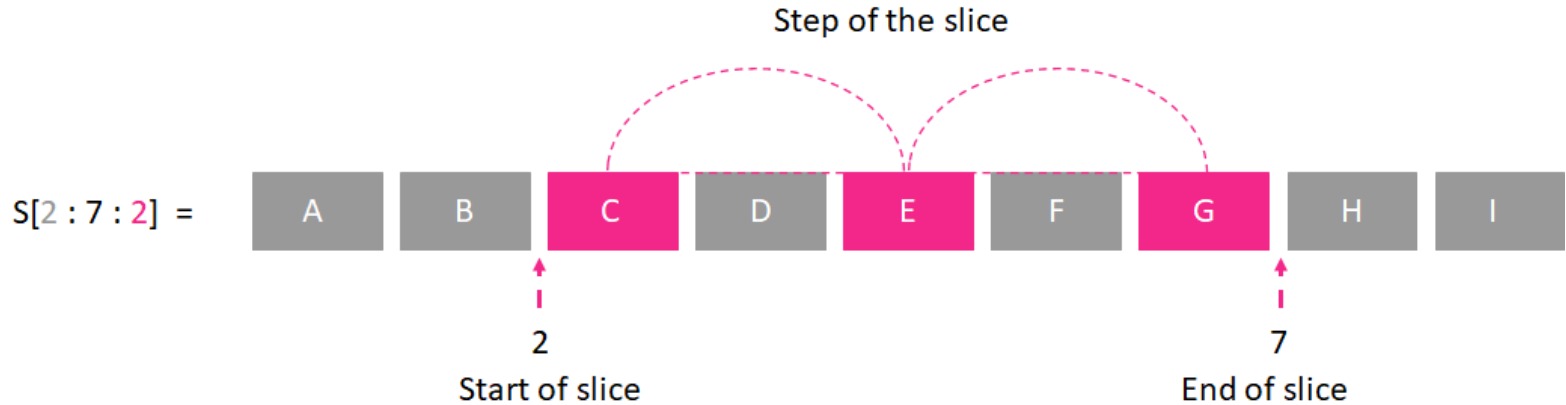 Step of the slice
S[2 : 7 : 2] = A B C D E F G H I
2 7
Start of slice End of slice